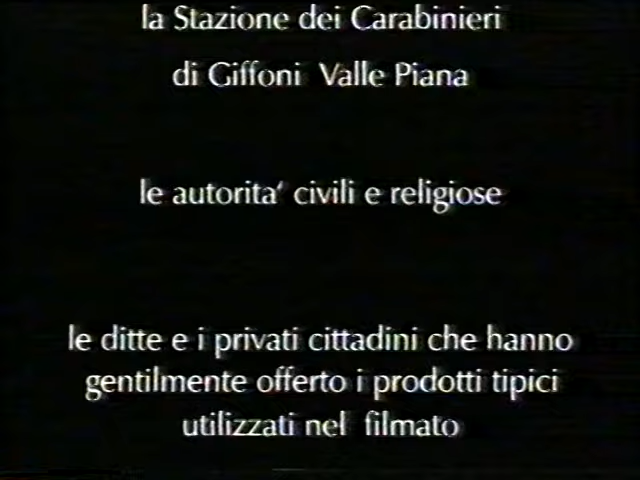 la Stazione dei Carabinieri
di Giffoni Valle Piana
le autorita' civili e religiose
le ditte e i privati cittadini che hanno
gentilmente offerto i prodotti tipici
utilizzati nel filmato